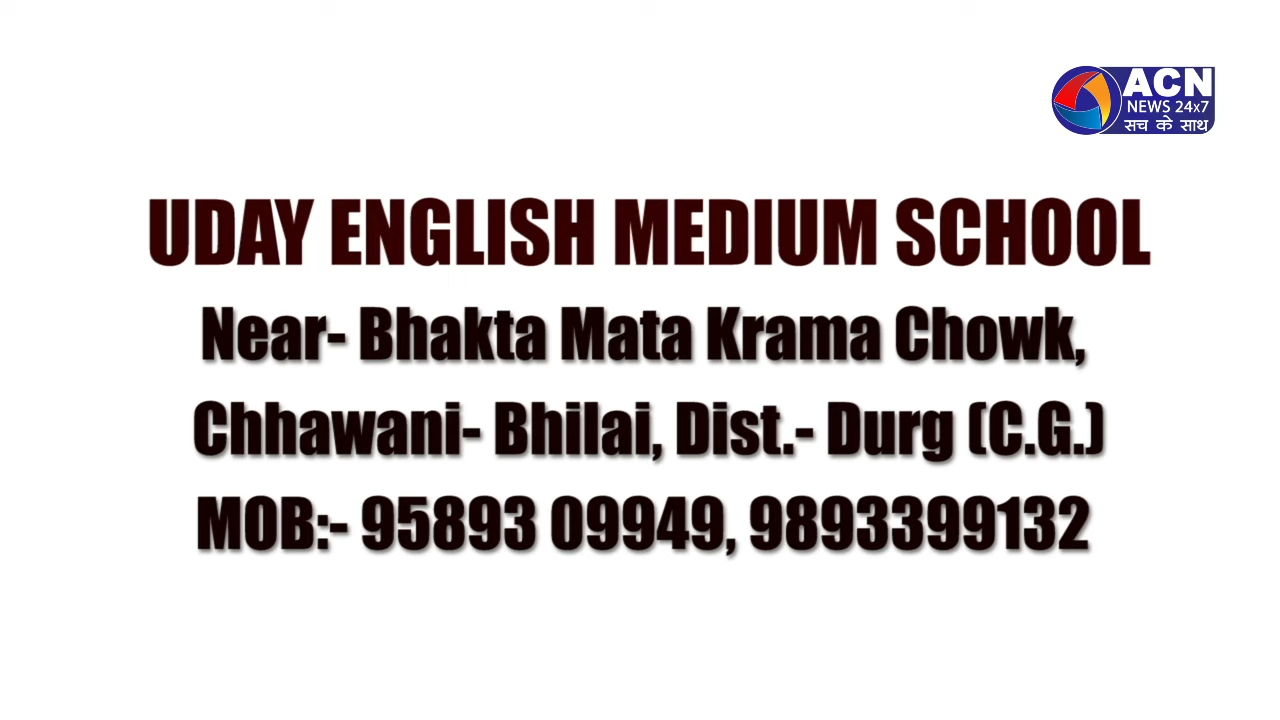 ACN
NEWS 24x7
सच के साथ
UDAY ENGLISH MEDIUM SCHOOL
Near- Bhakta Mata Krama Chowk,
Chhawani- Bhilai, Dist.- Durg (C.G.)
MOB:- 95893 09949, 9893399132